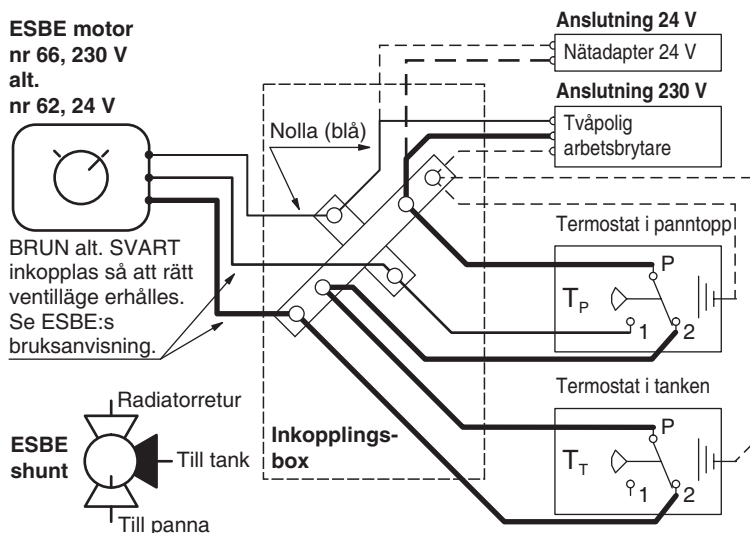 ESBE motor
nr 66, 230 V
alt.
nr 62, 24 V
Anslutning 24 V
Nätadapter 24 V
Anslutning 230 V
Tvåpolig
arbetsbrytare
Nolla (blå)
BRUN alt. SVART
inkopplas så att rätt
ventilläge erhålles.
Se ESBE:s
bruksanvisning.
Termostat i panntopp
P
TP
1
2
Termostat i tanken
P
TT
1
2
Inkopplings-
box
Radiatorretur
ESBE
shunt
Till tank
Till panna